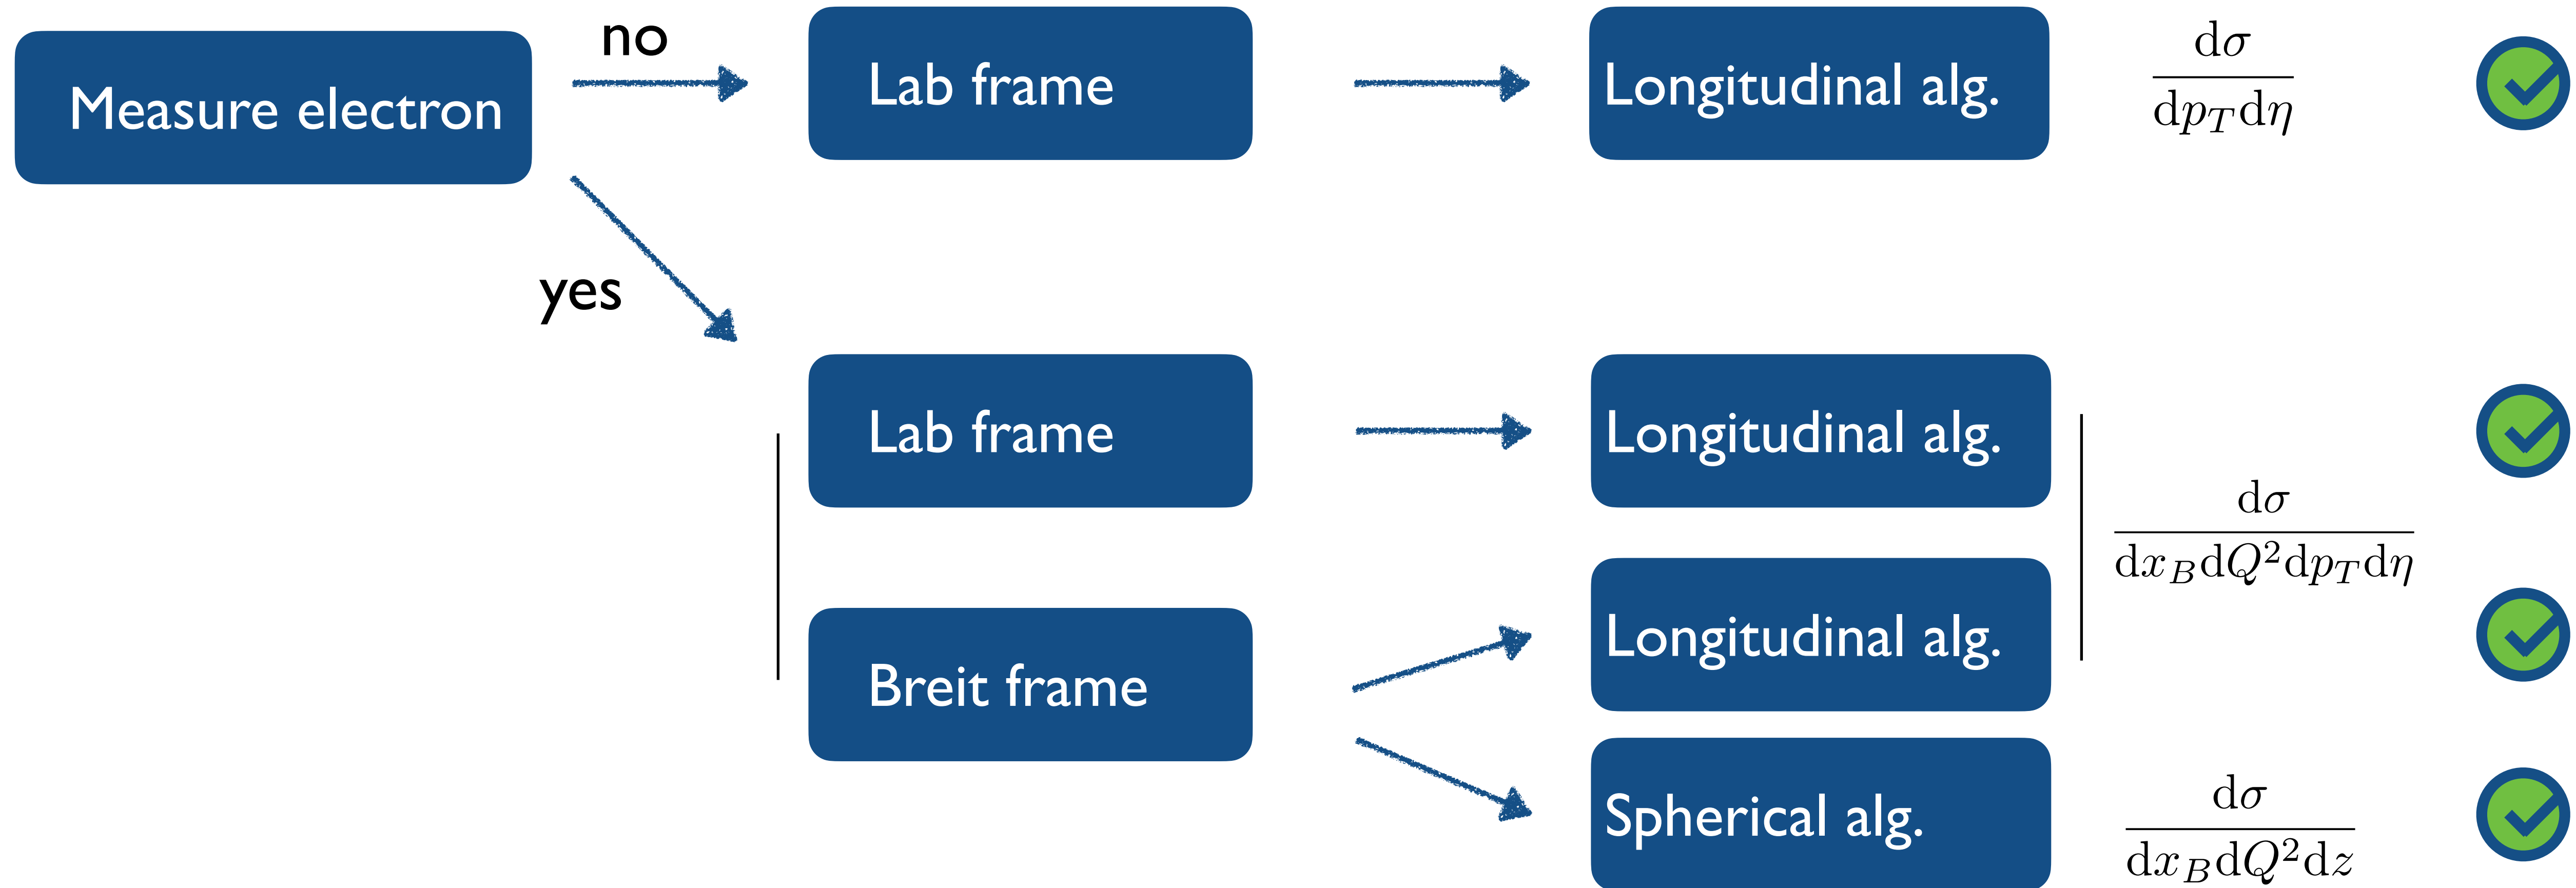 Measure electron
no
Lab frame
Longitudinal alg.
dσ
dp_T dη
yes
Lab frame
Longitudinal alg.
dσ
dx_B dQ² dp_T dη
Breit frame
Longitudinal alg.
Spherical alg.
dσ
dx_B dQ² dz